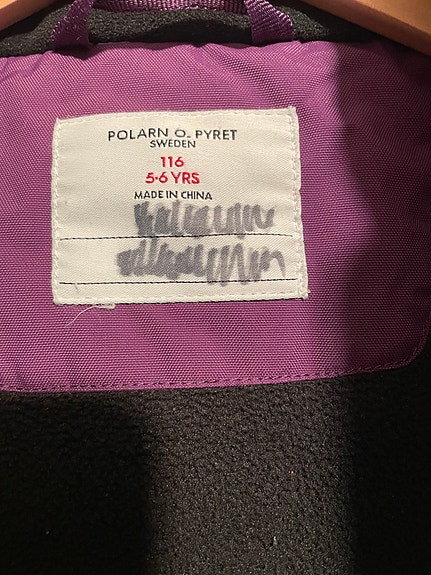 POLARN O. PYRET
SWEDEN
116
5-6 YRS
MADE IN CHINA